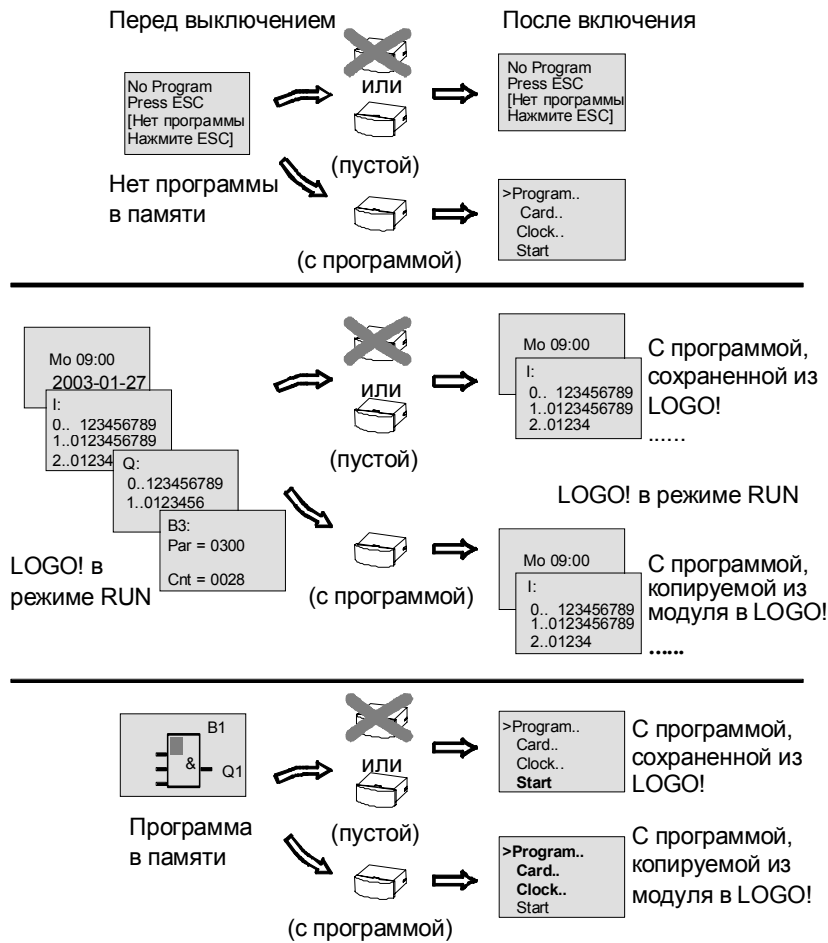 Перед выключением
После включения
No Program
Press ESC
[Нет программы
Нажмите ESC]
или
(пустой)
No Program
Press ESC
[Нет программы
Нажмите ESC]
Нет программы
в памяти
(с программой)
>Program..
Card..
Clock..
Start
Mo 09:00
2003-01-27
I:
0.. 123456789
1..0123456789
2..01234
Q:
0..123456789
1..0123456
B3:
Par = 0300
Cnt = 0028
LOGO! в
режиме RUN
или
(пустой)
Mo 09:00
I:
0.. 123456789
1..0123456789
2..01234
С программой,
сохраненной из
LOGO!
......
LOGO! в режиме RUN
(с программой)
Mo 09:00
I:
0.. 123456789
1..0123456789
2..01234
С программой,
копируемой из
модуля в LOGO!
......
B1
&
Q1
Программа
в памяти
или
(пустой)
>Program..
Card..
Clock..
Start
С программой,
сохраненной из
LOGO!
(с программой)
>Program..
Card..
Clock..
Start
С программой,
копируемой из
модуля в LOGO!